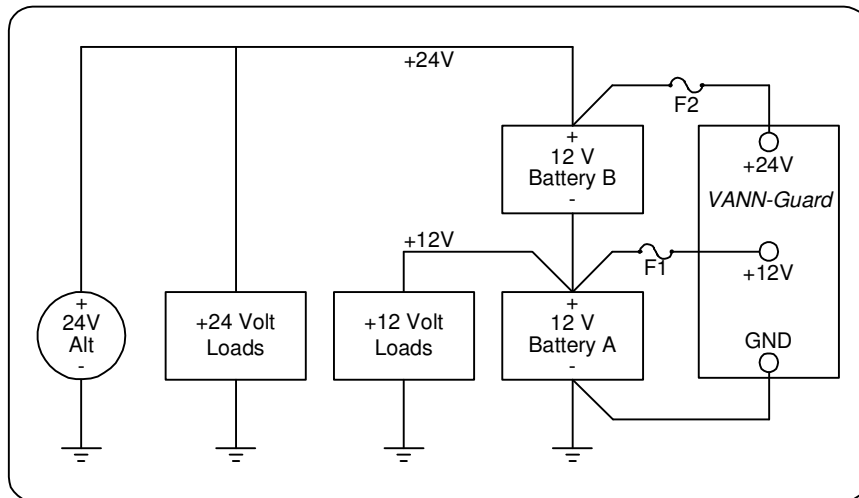 +24V
F2
+
12 V
Battery B
-
+24V
VANN-Guard
+12V
F1
+12V
+
24V
Alt
-
+24 Volt
Loads
+12 Volt
Loads
+
12 V
Battery A
-
GND